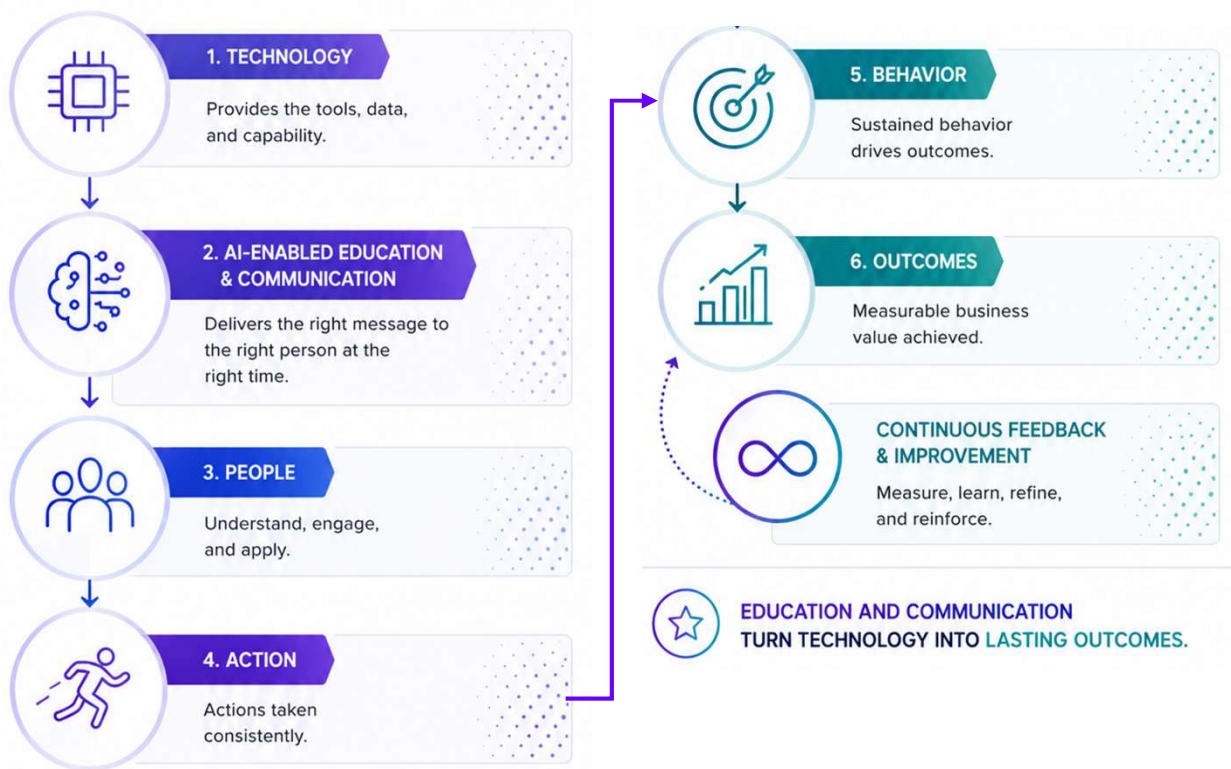 1. TECHNOLOGY
Provides the tools, data,
and capability.
2. AI-ENABLED EDUCATION
& COMMUNICATION
Delivers the right message to
the right person at the
right time.
3. PEOPLE
Understand, engage,
and apply.
4. ACTION
Actions taken
consistently.
5. BEHAVIOR
Sustained behavior
drives outcomes.
6. OUTCOMES
Measurable business
value achieved.
CONTINUOUS FEEDBACK
& IMPROVEMENT
Measure, learn, refine,
and reinforce.
EDUCATION AND COMMUNICATION
TURN TECHNOLOGY INTO LASTING OUTCOMES.